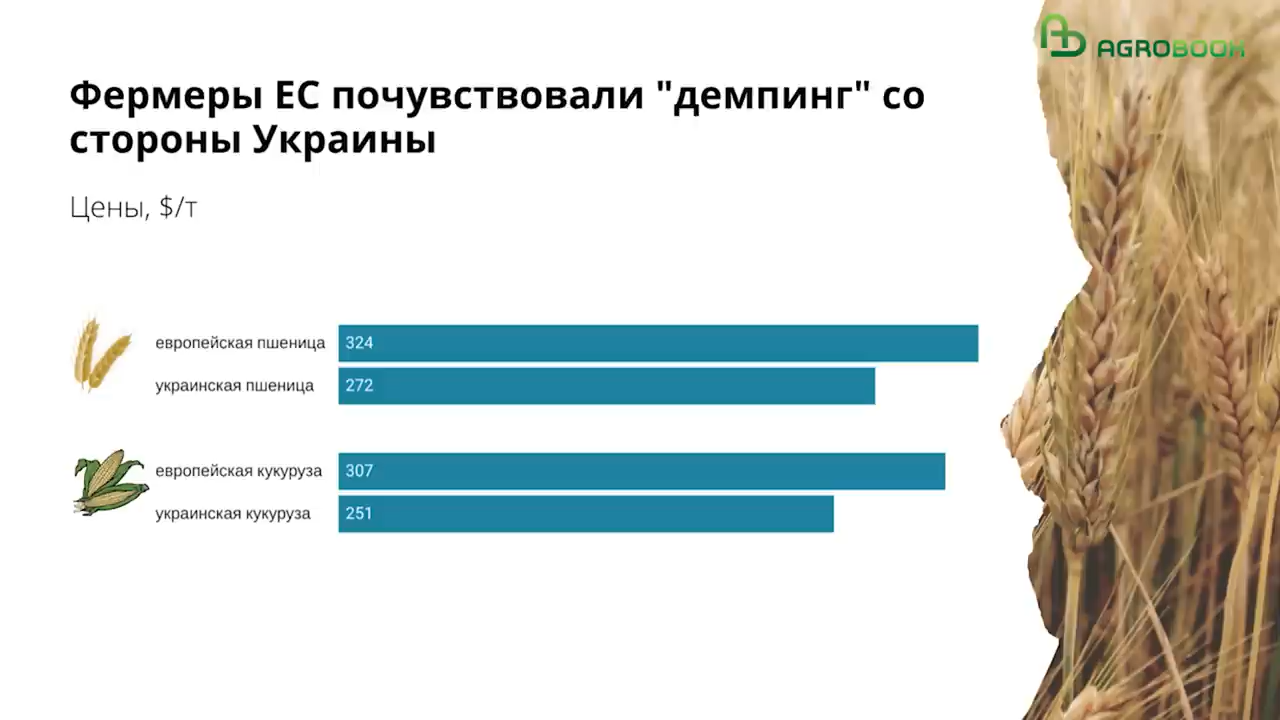 AGROBOOK
Фермеры ЕС почувствовали "демпинг" со
стороны Украины
Цены, $/т
европейская пшеница 324
украинская пшеница 272
европейская кукуруза 307
украинская кукуруза 251